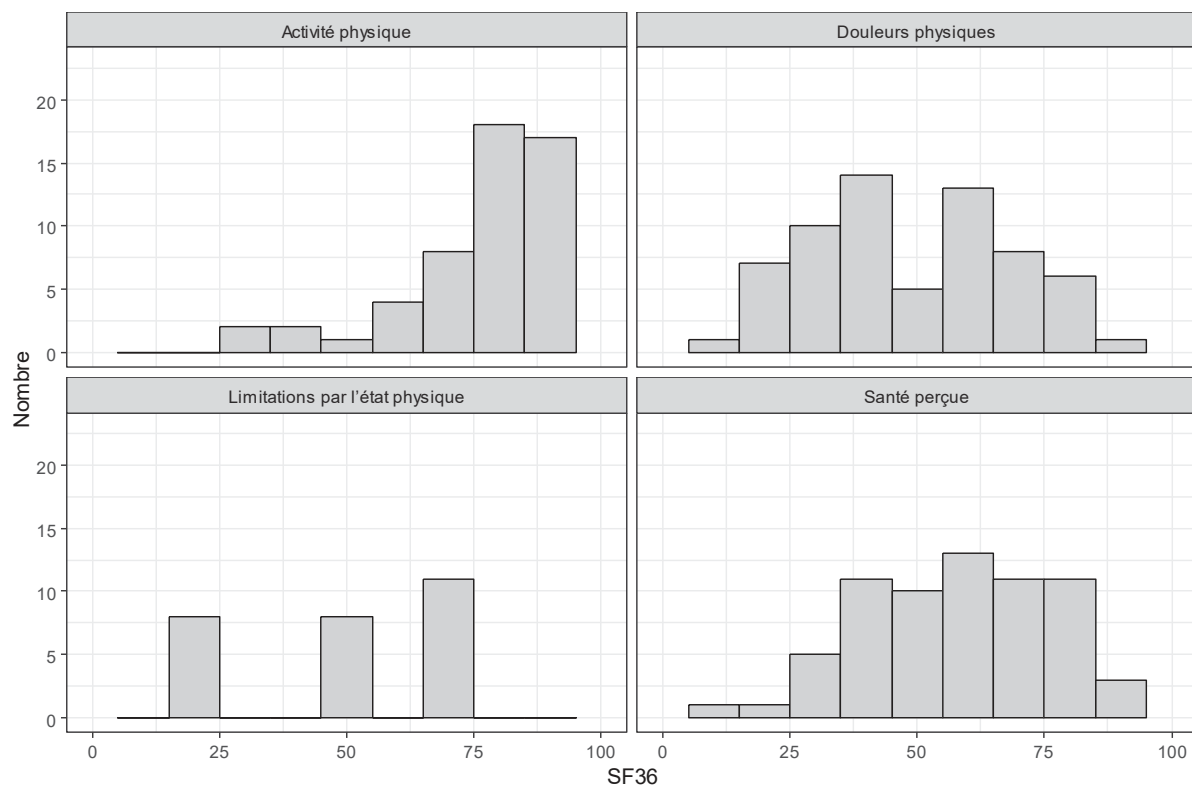 Activité physique
Douleurs physiques
20
15
10
5
0
Limitations par l'état physique
Santé perçue
20
15
10
5
0
Nombre
0 25 50 75 100
0 25 50 75 100
SF36